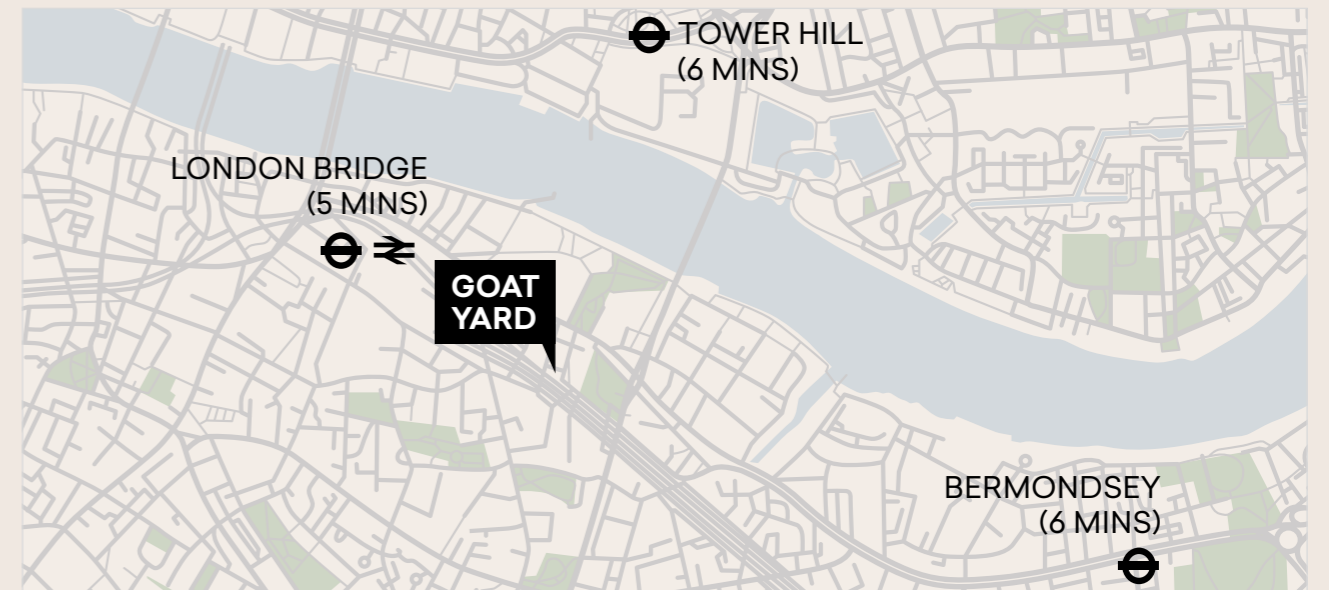 TOWER HILL
(6 MINS)
LONDON BRIDGE
(5 MINS)
GOAT
YARD
BERMONDSEY
(6 MINS)